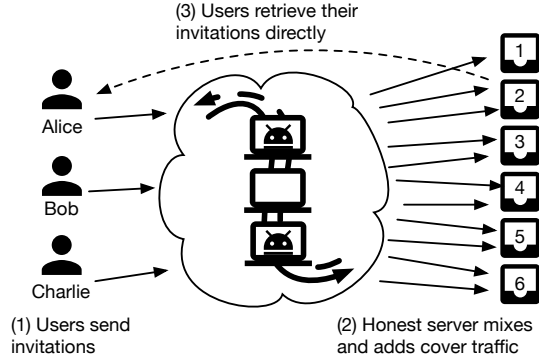 (3) Users retrieve their
invitations directly
1
Alice
2
3
Bob
4
5
Charlie
6
(1) Users send
invitations
(2) Honest server mixes
and adds cover traffic